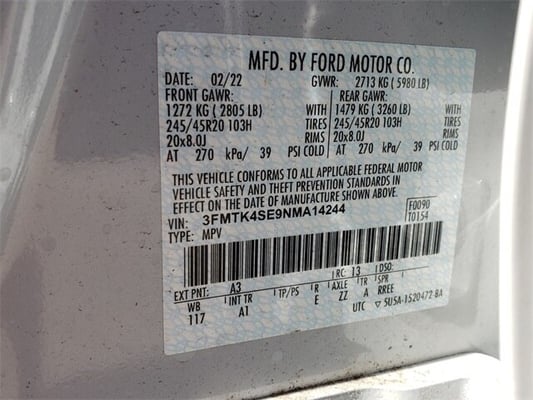 MFD. BY FORD MOTOR CO.
DATE: 02/22 GVWR: 2713 KG ( 5980 LB)
FRONT GAWR: REAR GAWR:
1272 KG ( 2805 LB) WITH 1479 KG ( 3260 LB) WITH
245/45R20 103H TIRES 245/45R20 103H TIRES
20x8.0J RIMS 20x8.0J RIMS
AT 270 kPa/ 39 PSI COLD AT 270 kPa/ 39 PSI COLD
THIS VEHICLE CONFORMS TO ALL APPLICABLE FEDERAL MOTOR
VEHICLE SAFETY AND THEFT PREVENTION STANDARDS IN
EFFECT ON THE DATE OF MANUFACTURE SHOWN ABOVE.
VIN: 3FMTK4SE9NMA14244 F0090
TYPE: MPV T0154
RC: 13 DSO:
EXT PNT: A3
WB INT TR TP/PS R AXLE TR SPR
117 A1 E ZZ A RREE
UTC 5U5A-1520472-BA